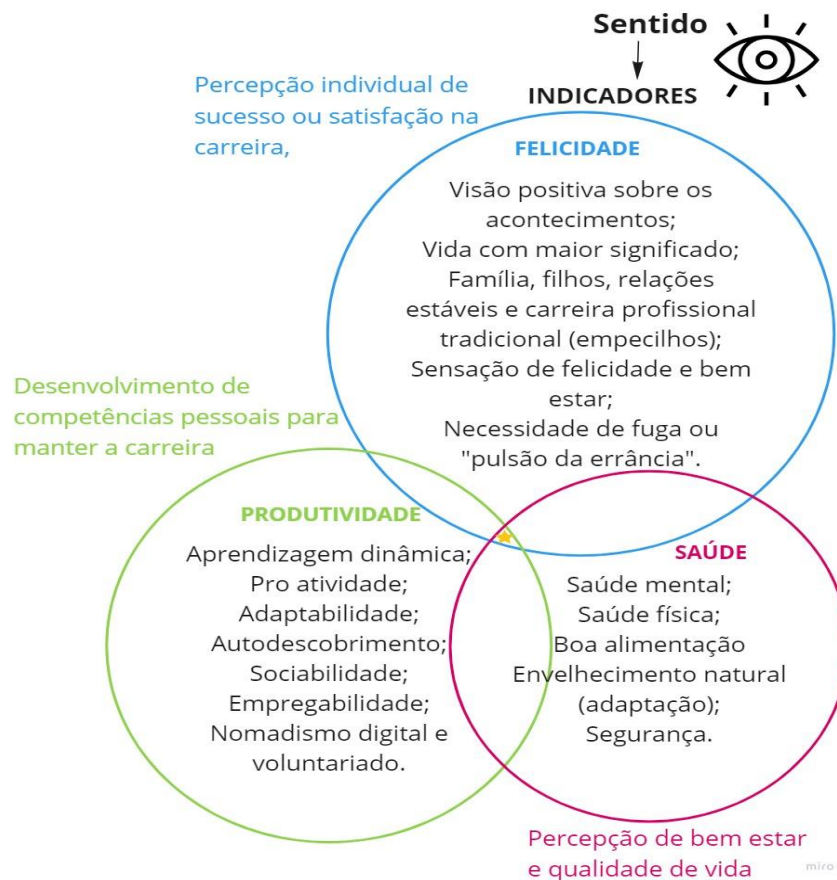 Sentido
INDICADORES
Percepção individual de
sucesso ou satisfação na
carreira,
FELICIDADE
Visão positiva sobre os
acontecimentos;
Vida com maior significado;
Família, filhos, relações
estáveis e carreira profissional
tradicional (empecilhos);
Sensação de felicidade e bem
estar;
Necessidade de fuga ou
"pulsão da errância".
Desenvolvimento de
competências pessoais para
manter a carreira
PRODUTIVIDADE
Aprendizagem dinâmica;
Pro atividade;
Adaptabilidade;
Autodescobrimento;
Sociabilidade;
Empregabilidade;
Nomadismo digital e
voluntariado.
SAÚDE
Saúde mental;
Saúde física;
Boa alimentação
Envelhecimento natural
(adaptação);
Segurança.
Percepção de bem estar
e qualidade de vida
miro